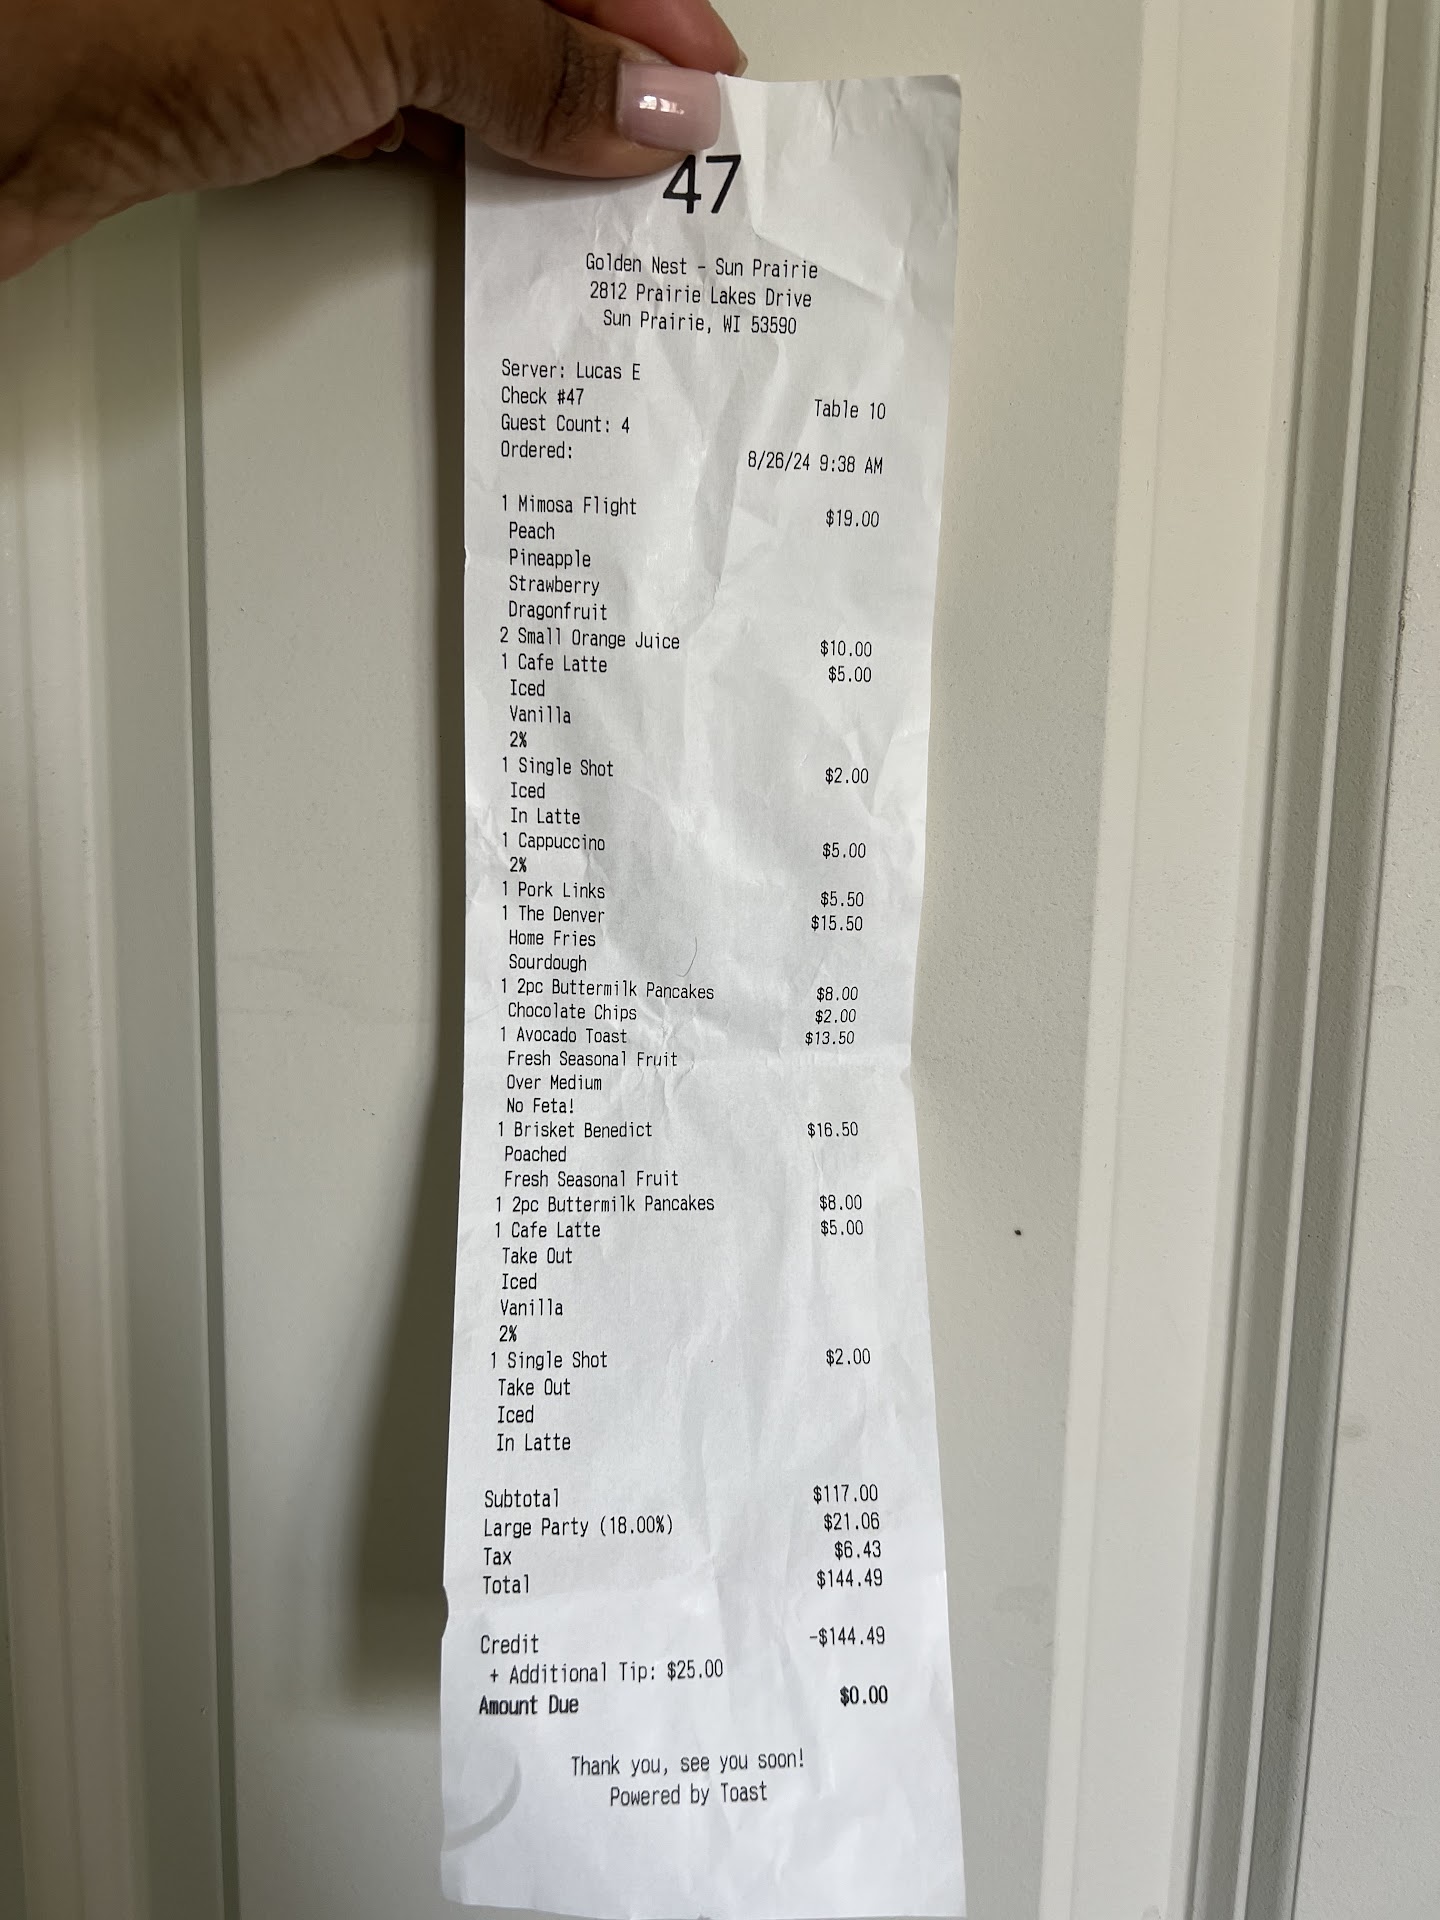 47
Golden Nest - Sun Prairie
2812 Prairie Lakes Drive
Sun Prairie, WI 53590
Server: Lucas E
Check #47 Table 10
Guest Count: 4
Ordered: 8/26/24 9:38 AM
1 Mimosa Flight $19.00
Peach
Pineapple
Strawberry
Dragonfruit
2 Small Orange Juice $10.00
1 Cafe Latte $5.00
Iced
Vanilla
2%
1 Single Shot $2.00
Iced
In Latte
1 Cappuccino $5.00
2%
1 Pork Links $5.50
1 The Denver $15.50
Home Fries
Sourdough
1 2pc Buttermilk Pancakes $8.00
Chocolate Chips $2.00
1 Avocado Toast $13.50
Fresh Seasonal Fruit
Over Medium
No Feta!
1 Brisket Benedict $16.50
Poached
Fresh Seasonal Fruit
1 2pc Buttermilk Pancakes $8.00
1 Cafe Latte $5.00
Take Out
Iced
Vanilla
2%
1 Single Shot $2.00
Take Out
Iced
In Latte
Subtotal $117.00
Large Party (18.00%) $21.06
Tax $6.43
Total $144.49
Credit -$144.49
+ Additional Tip: $25.00
Amount Due $0.00
Thank you, see you soon!
Powered by Toast